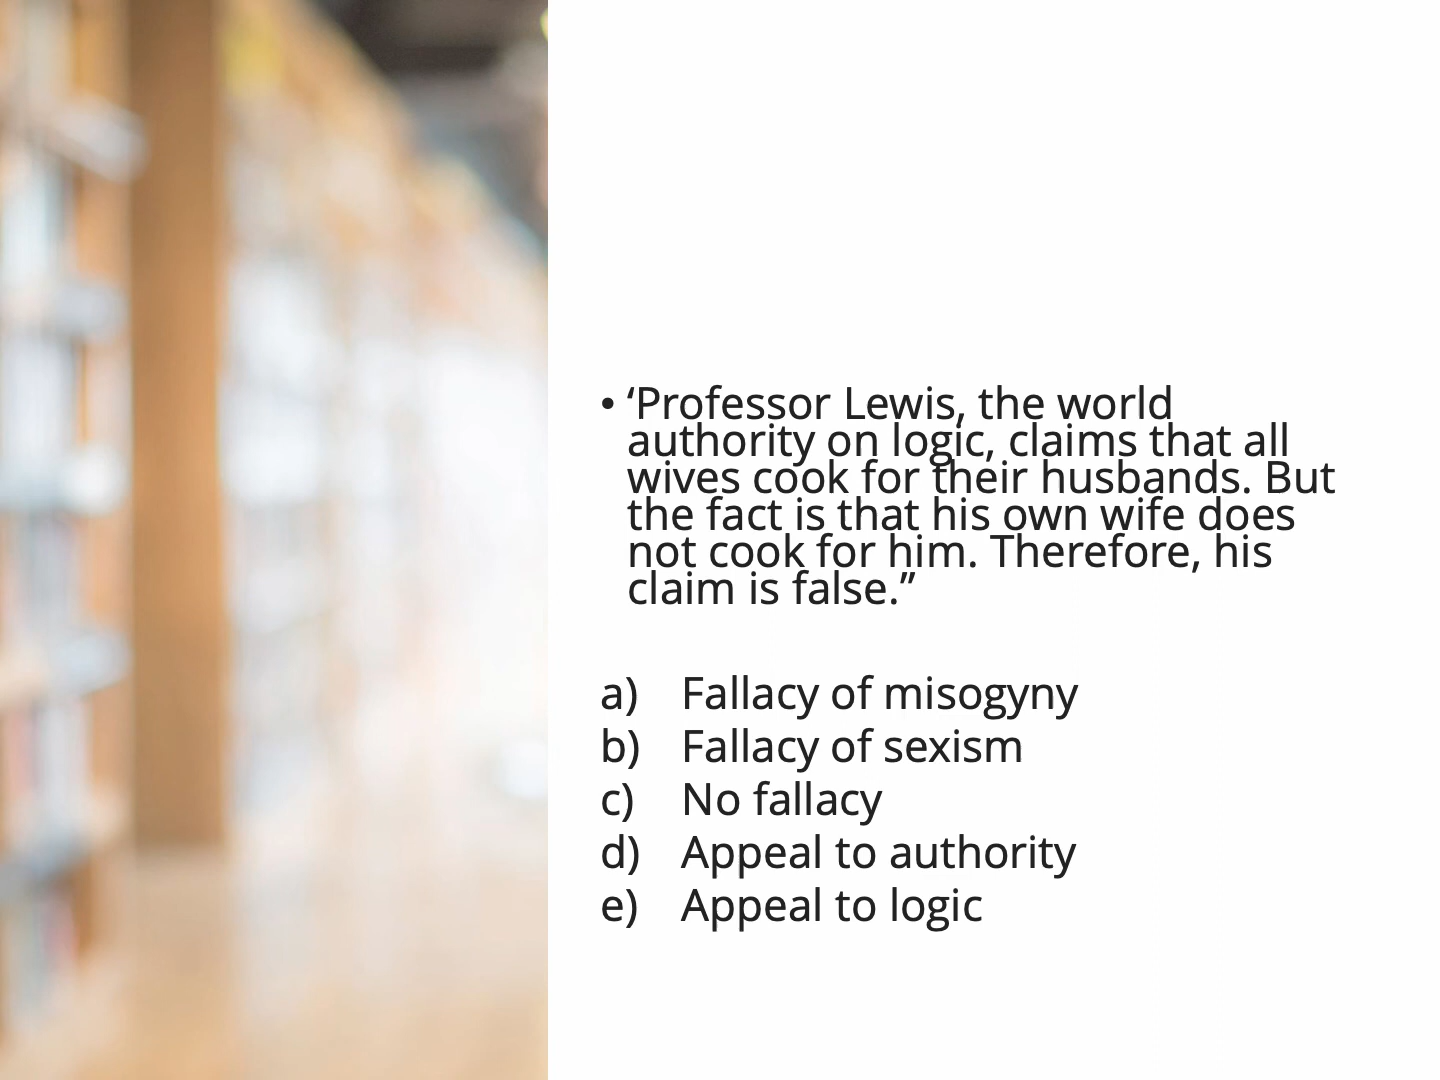 • ‘Professor Lewis, the world
authority on logic, claims that all
wives cook for their husbands. But
the fact is that his own wife does
not cook for him. Therefore, his
claim is false.”
a) Fallacy of misogyny
b) Fallacy of sexism
c) No fallacy
d) Appeal to authority
e) Appeal to logic